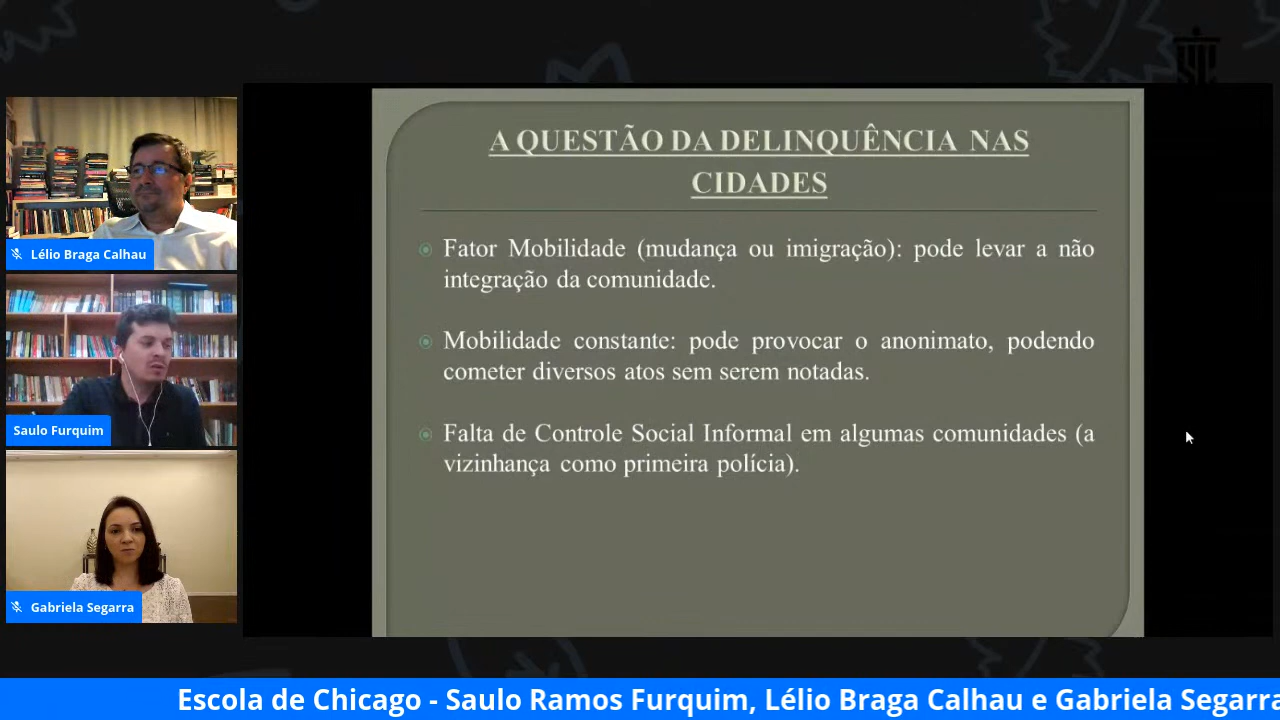 A QUESTÃO DA DELINQUÊNCIA NAS
CIDADES
Fator Mobilidade (mudança ou imigração): pode levar a não
integração da comunidade.
Mobilidade constante: pode provocar o anonimato, podendo
cometer diversos atos sem serem notadas.
Falta de Controle Social Informal em algumas comunidades (a
vizinhança como primeira polícia).
Lélio Braga Calhau
Saulo Furquim
Gabriela Segarra
Escola de Chicago - Saulo Ramos Furquim, Lélio Braga Calhau e Gabriela Segarra